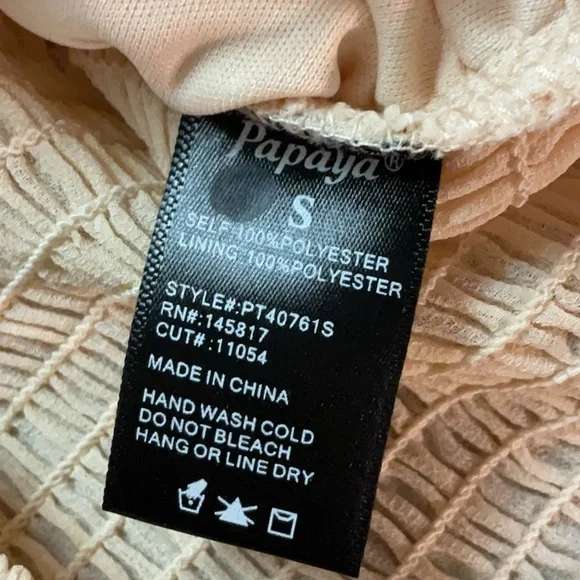 Papaya®
S
SELF 100%POLYESTER
LINING 100%POLYESTER
STYLE#:PT40761S
RN#:145817
CUT#:11054
MADE IN CHINA
HAND WASH COLD
DO NOT BLEACH
HANG OR LINE DRY